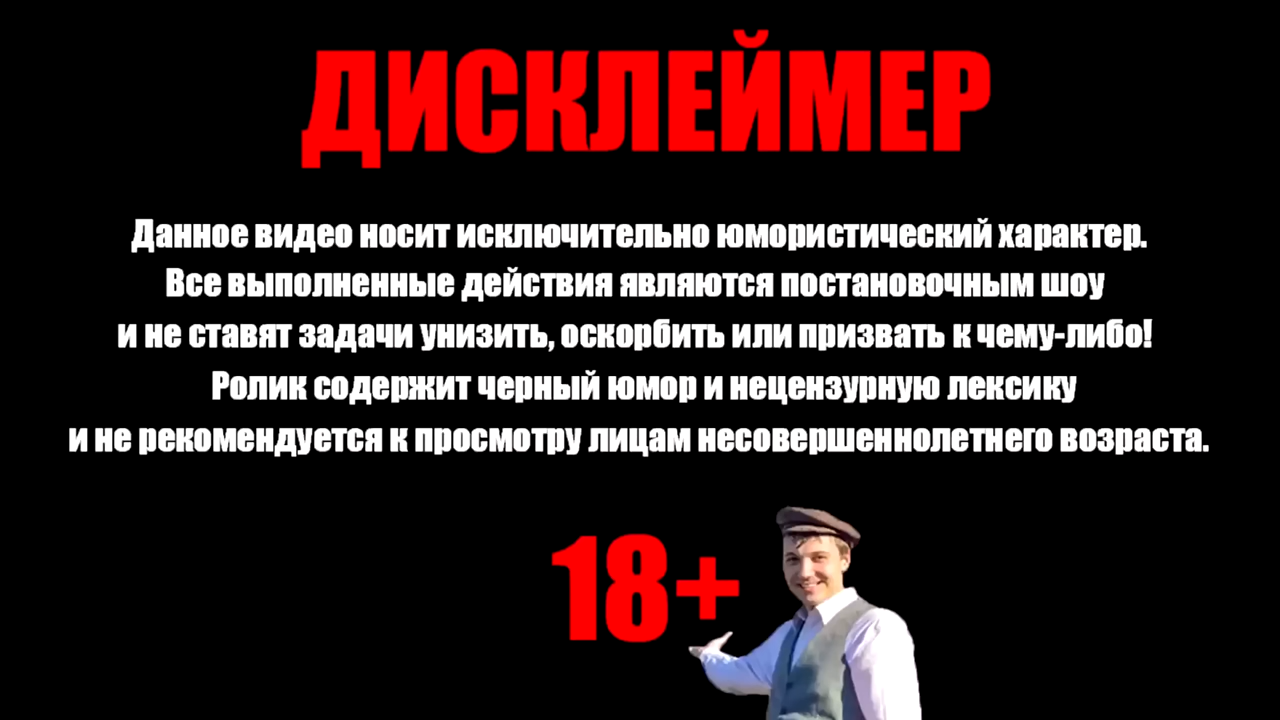 ДИСКЛЕЙМЕР
Данное видео носит исключительно юмористический характер.
Все выполненные действия являются постановочным шоу
и не ставят задачи унизить, оскорбить или призвать к чему-либо!
Ролик содержит черный юмор и нецензурную лексику
и не рекомендуется к просмотру лицам несовершеннолетнего возраста.
18+